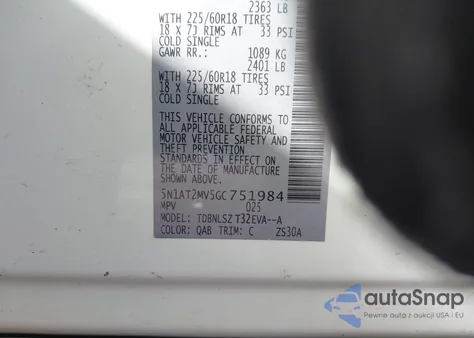 2363 LB
WITH 225/60R18 TIRES
18 X 7J RIMS AT 33 PSI
COLD SINGLE
GAWR RR.: 1089 KG
2401 LB
WITH 225/60R18 TIRES
18 X 7J RIMS AT 33 PSI
COLD SINGLE
THIS VEHICLE CONFORMS TO
ALL APPLICABLE FEDERAL
MOTOR VEHICLE SAFETY AND
THEFT PREVENTION
STANDARDS IN EFFECT ON
THE DATE OF MANUFACTURE
SHOWN ABOVE.
5N1AT2MV5GC751984
MPV 025
MODEL: TDBNLSZ T32EVA--A
COLOR: QAB TRIM: C ZS30A
autoSnap
Pewne auta z objazdu USA i EU